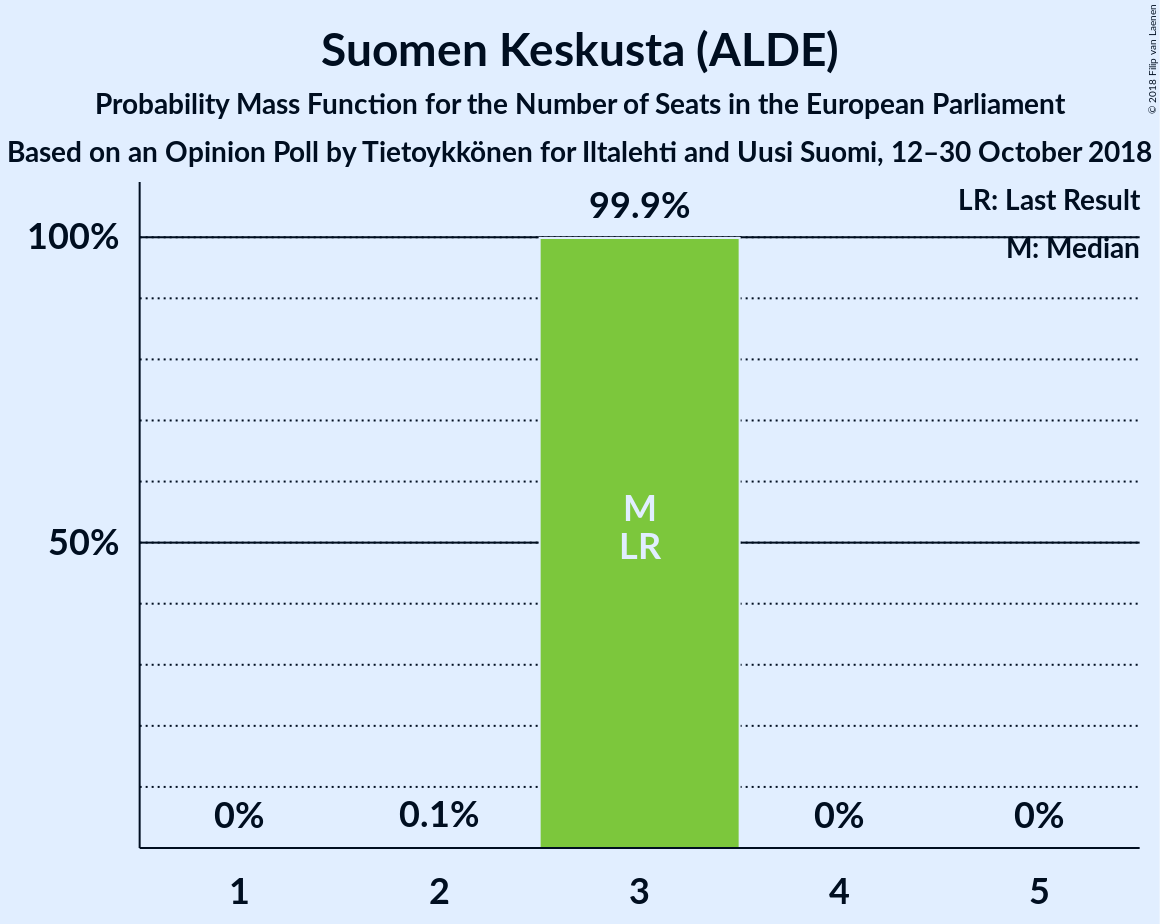 Suomen Keskusta (ALDE)
Probability Mass Function for the Number of Seats in the European Parliament
Based on an Opinion Poll by Tietoykkönen for Iltalehti and Uusi Suomi, 12–30 October 2018
© 2018 Filip van Laenen
LR: Last Result
M: Median
99.9%
100%
50%
M
LR
0%
0.1%
0%
0%
1
2
3
4
5